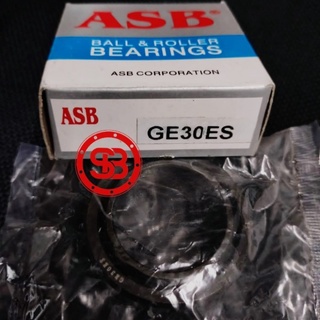 ASB®
BALL & ROLLER
BEARINGS
ASB CORPORATION
ASB
GE30ES
SB